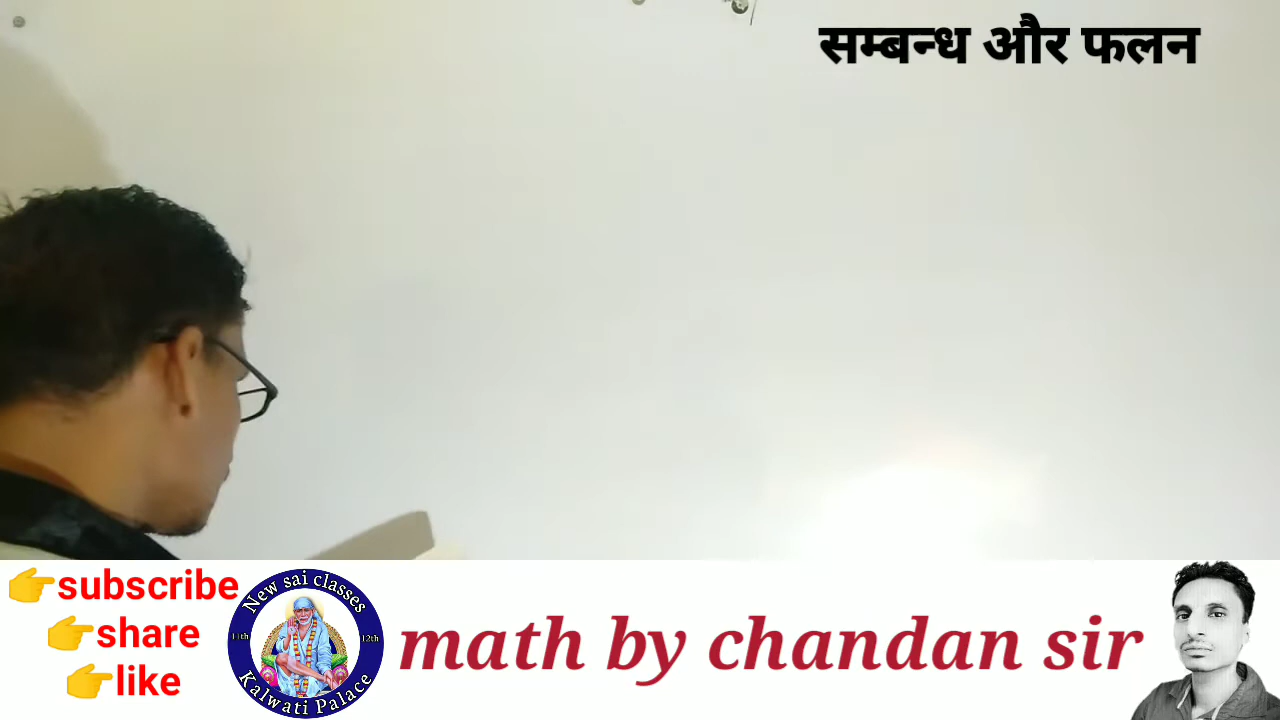 सम्बन्ध और फलन
👉subscribe
👉share
👉like
New sai classes
11th
12th
Kalwati Palace
math by chandan sir